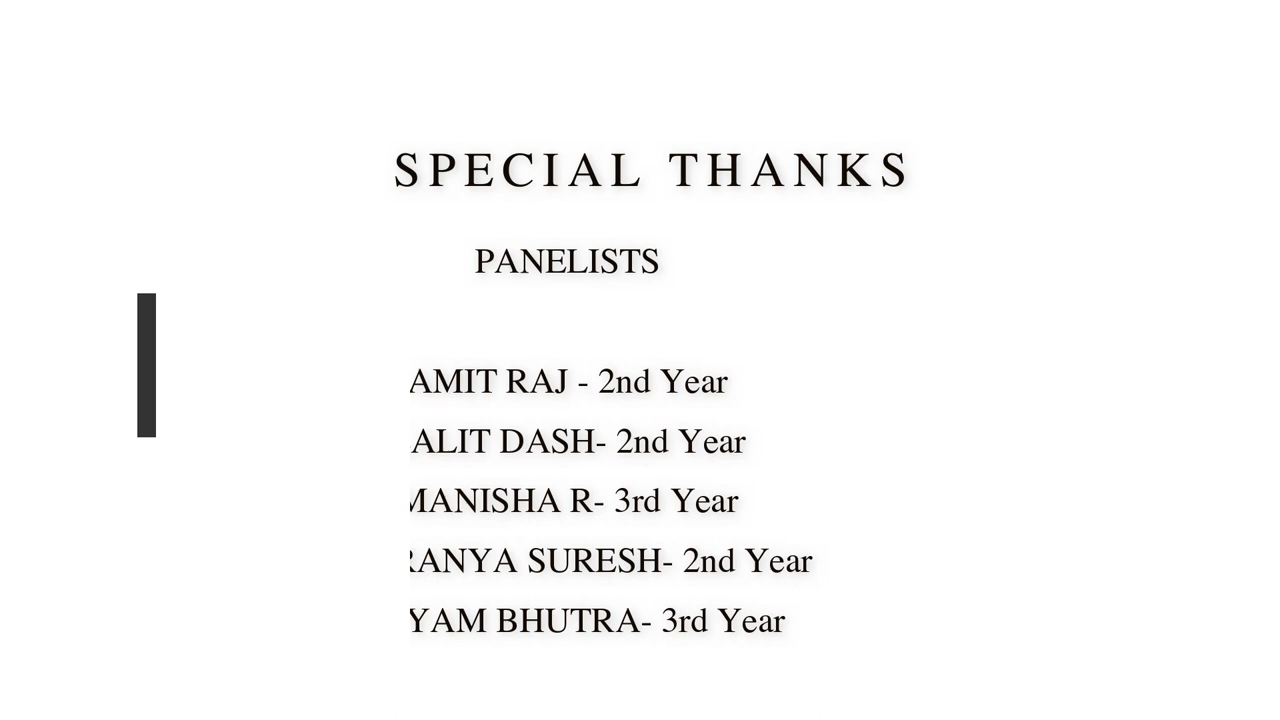 SPECIAL THANKS
PANELISTS
AMIT RAJ - 2nd Year
ALIT DASH- 2nd Year
MANISHA R- 3rd Year
RANYA SURESH- 2nd Year
YAM BHUTRA- 3rd Year